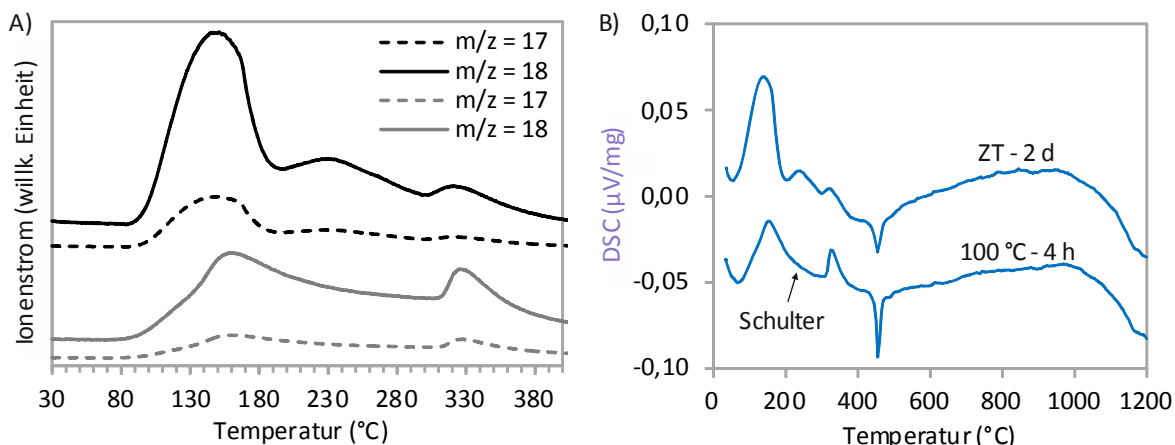 A)
Ionenstrom (willk. Einheit)
m/z = 17
m/z = 18
m/z = 17
m/z = 18
30 80 130 180 230 280 330 380
Temperatur (°C)
B)
DSC (µV/mg)
0,10
0,05
0,00
-0,05
-0,10
ZT - 2 d
100 °C - 4 h
Schulter
0 200 400 600 800 1000 1200
Temperatur (°C)